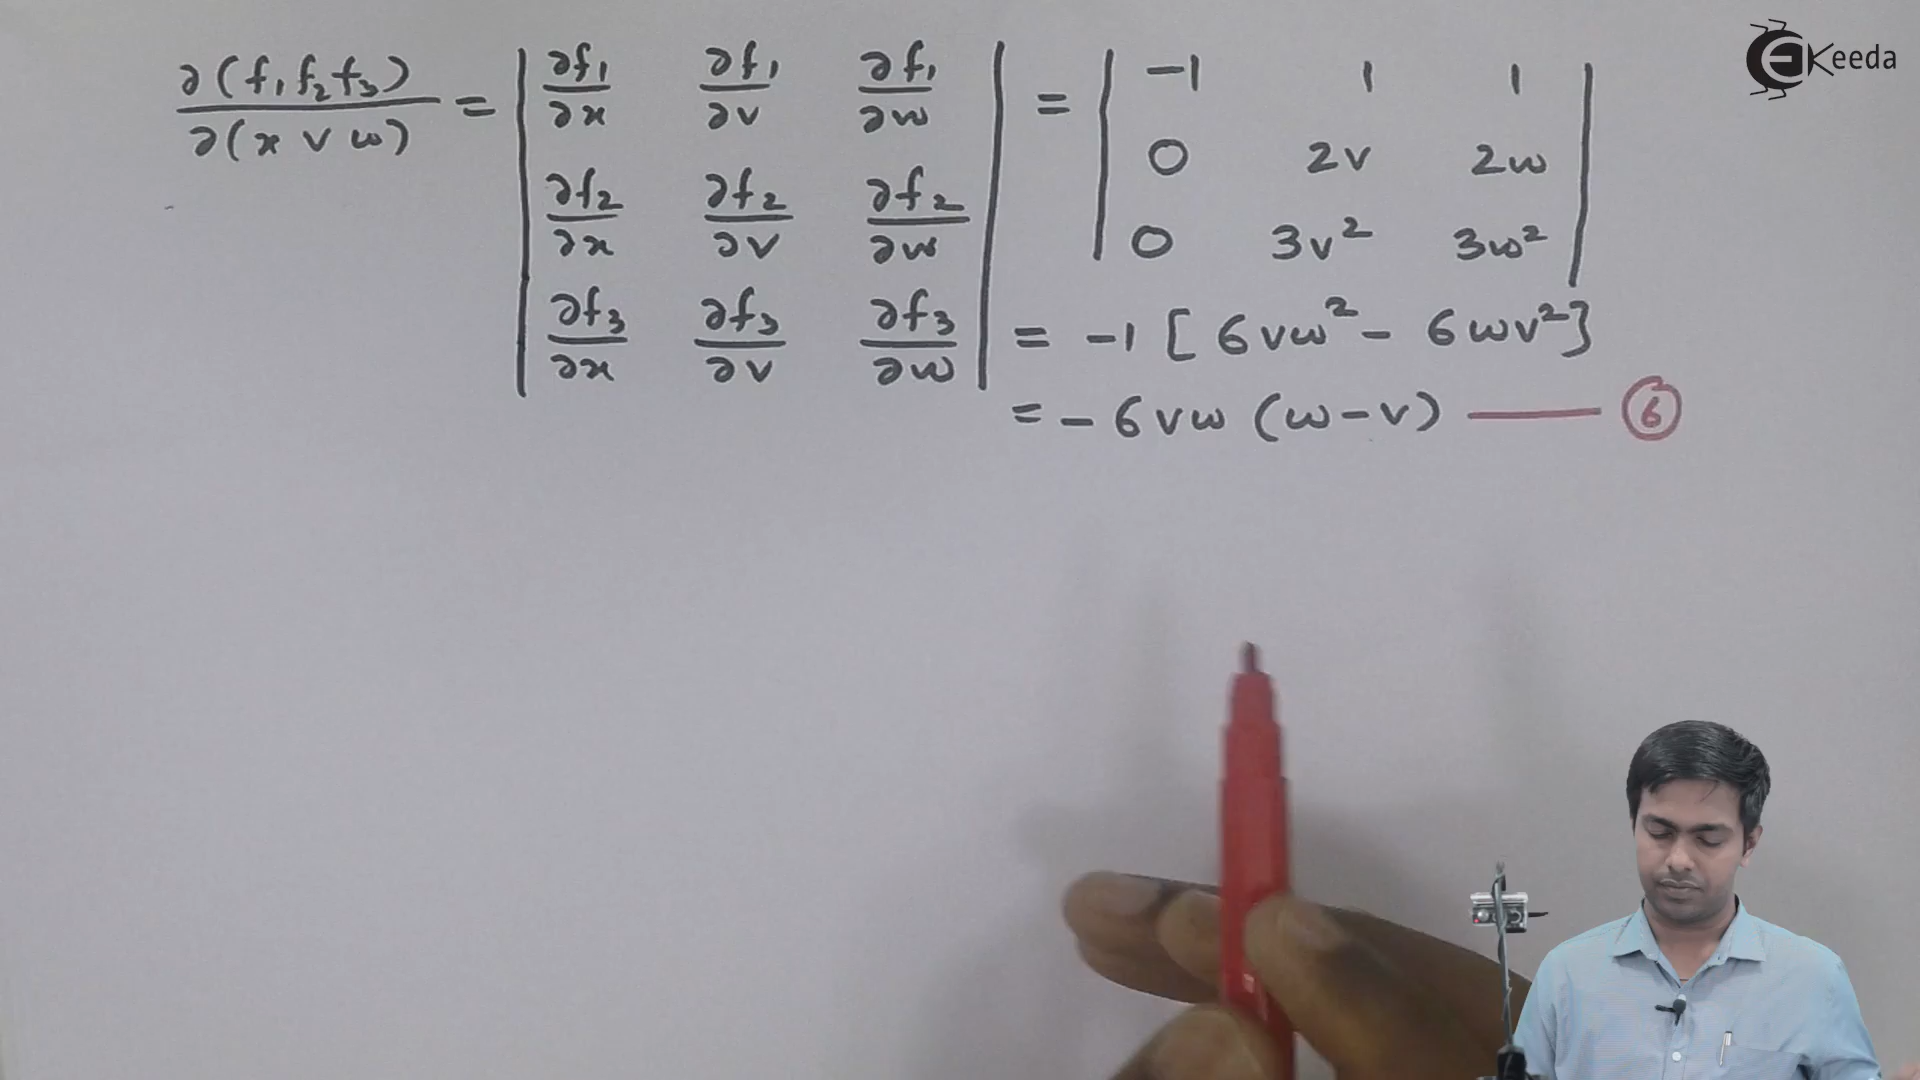 EKeeda
∂(f₁f₂f₃)/∂(x v w) = | ∂f₁/∂x ∂f₁/∂v ∂f₁/∂w | = | -1 1 1 |
| ∂f₂/∂x ∂f₂/∂v ∂f₂/∂w | | 0 2v 2w |
| ∂f₃/∂x ∂f₃/∂v ∂f₃/∂w | | 0 3v² 3w² |
= -1 [ 6vw² - 6wv² ]
= - 6vw (w-v) —— ⑥